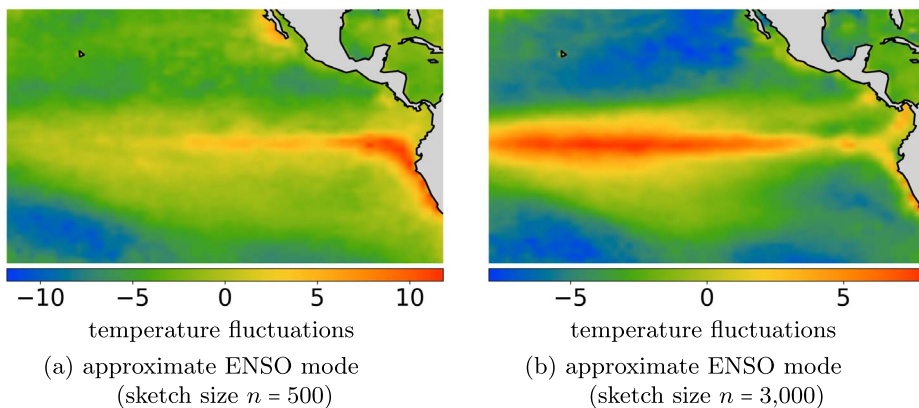 −10 −5 0 5 10
temperature fluctuations
(a) approximate ENSO mode
(sketch size n = 500)
−5 0 5
temperature fluctuations
(b) approximate ENSO mode
(sketch size n = 3,000)